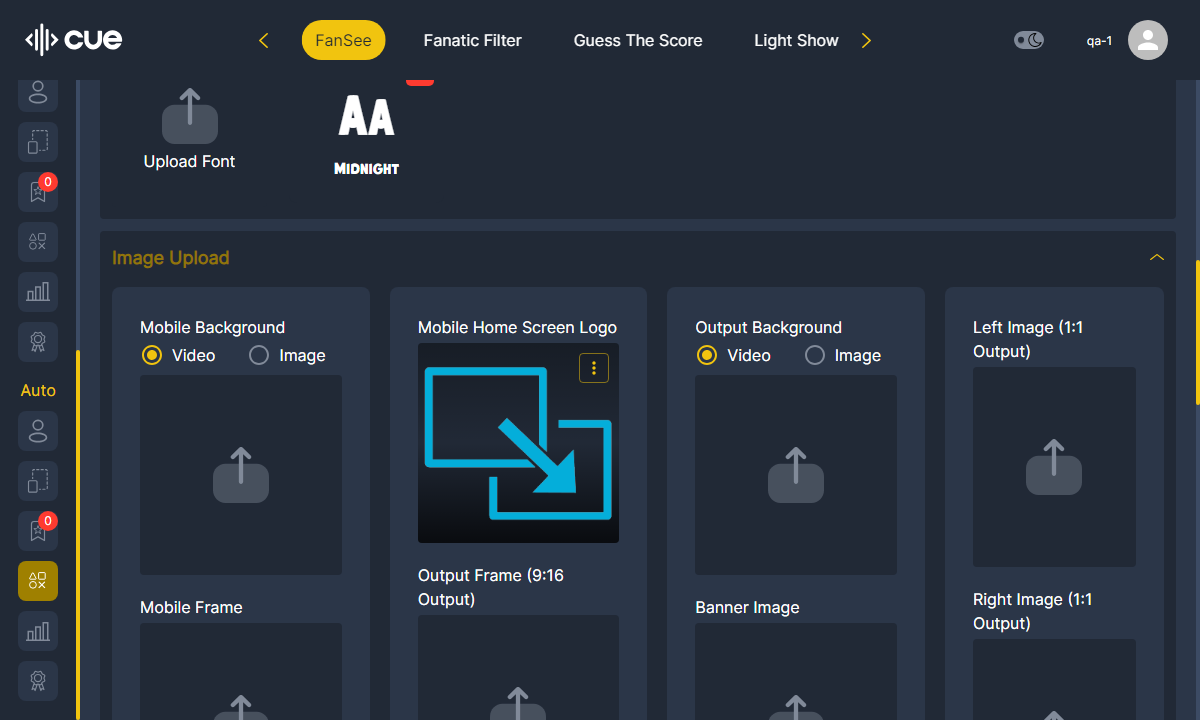 cue
FanSee
Fanatic Filter
Guess The Score
Light Show
qa-1
0
Auto
0
Upload Font
AA
MIDNIGHT
Image Upload
Mobile Background
Video
Image
Mobile Frame
Mobile Home Screen Logo
Output Frame (9:16
Output)
Output Background
Video
Image
Banner Image
Left Image (1:1
Output)
Right Image (1:1
Output)